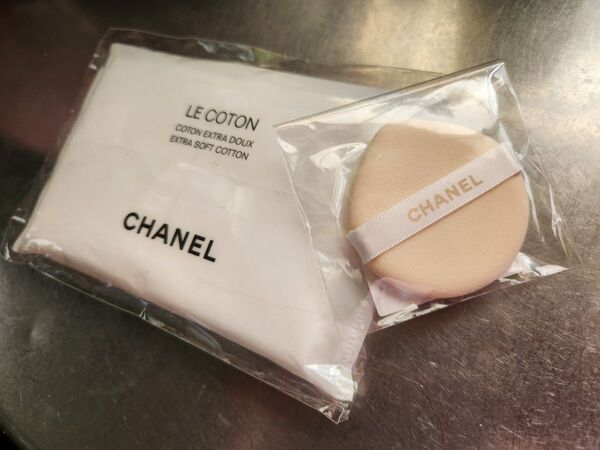 LE COTON
COTON EXTRA DOUX
EXTRA SOFT COTTON
CHANEL
CHANEL